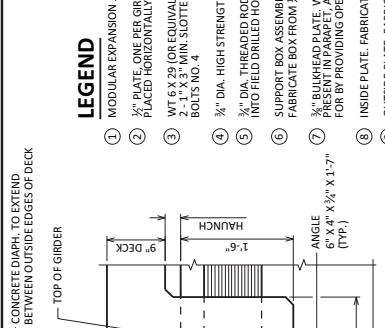 CONCRETE DIAPH. TO EXTEND
BETWEEN OUTSIDE EDGES OF DECK
TOP OF GIRDER
9" DECK
HAUNCH
1'-6"
ANGLE
6" X 4" X ¾" X 1'-7"
(TYP.)
LEGEND
1 MODULAR EXPANSION
2 ½" PLATE, ONE PER GIR
PLACED HORIZONTALLY
3 WT 6 X 29 (OR EQUIVAL
2 - 1" X 3" MIN. SLOTTE
BOLTS NO. 4
4 ¾" DIA. HIGH STRENGT
5 ¾" DIA. THREADED ROD
INTO FIELD DRILLED HO
6 SUPPORT BOX ASSEMB
FABRICATE BOX FROM
7 ¾" BULKHEAD PLATE.
PRESENT IN PARAPET, A
FOR BY PROVIDING OPE
8 INSIDE PLATE. FABRICAT